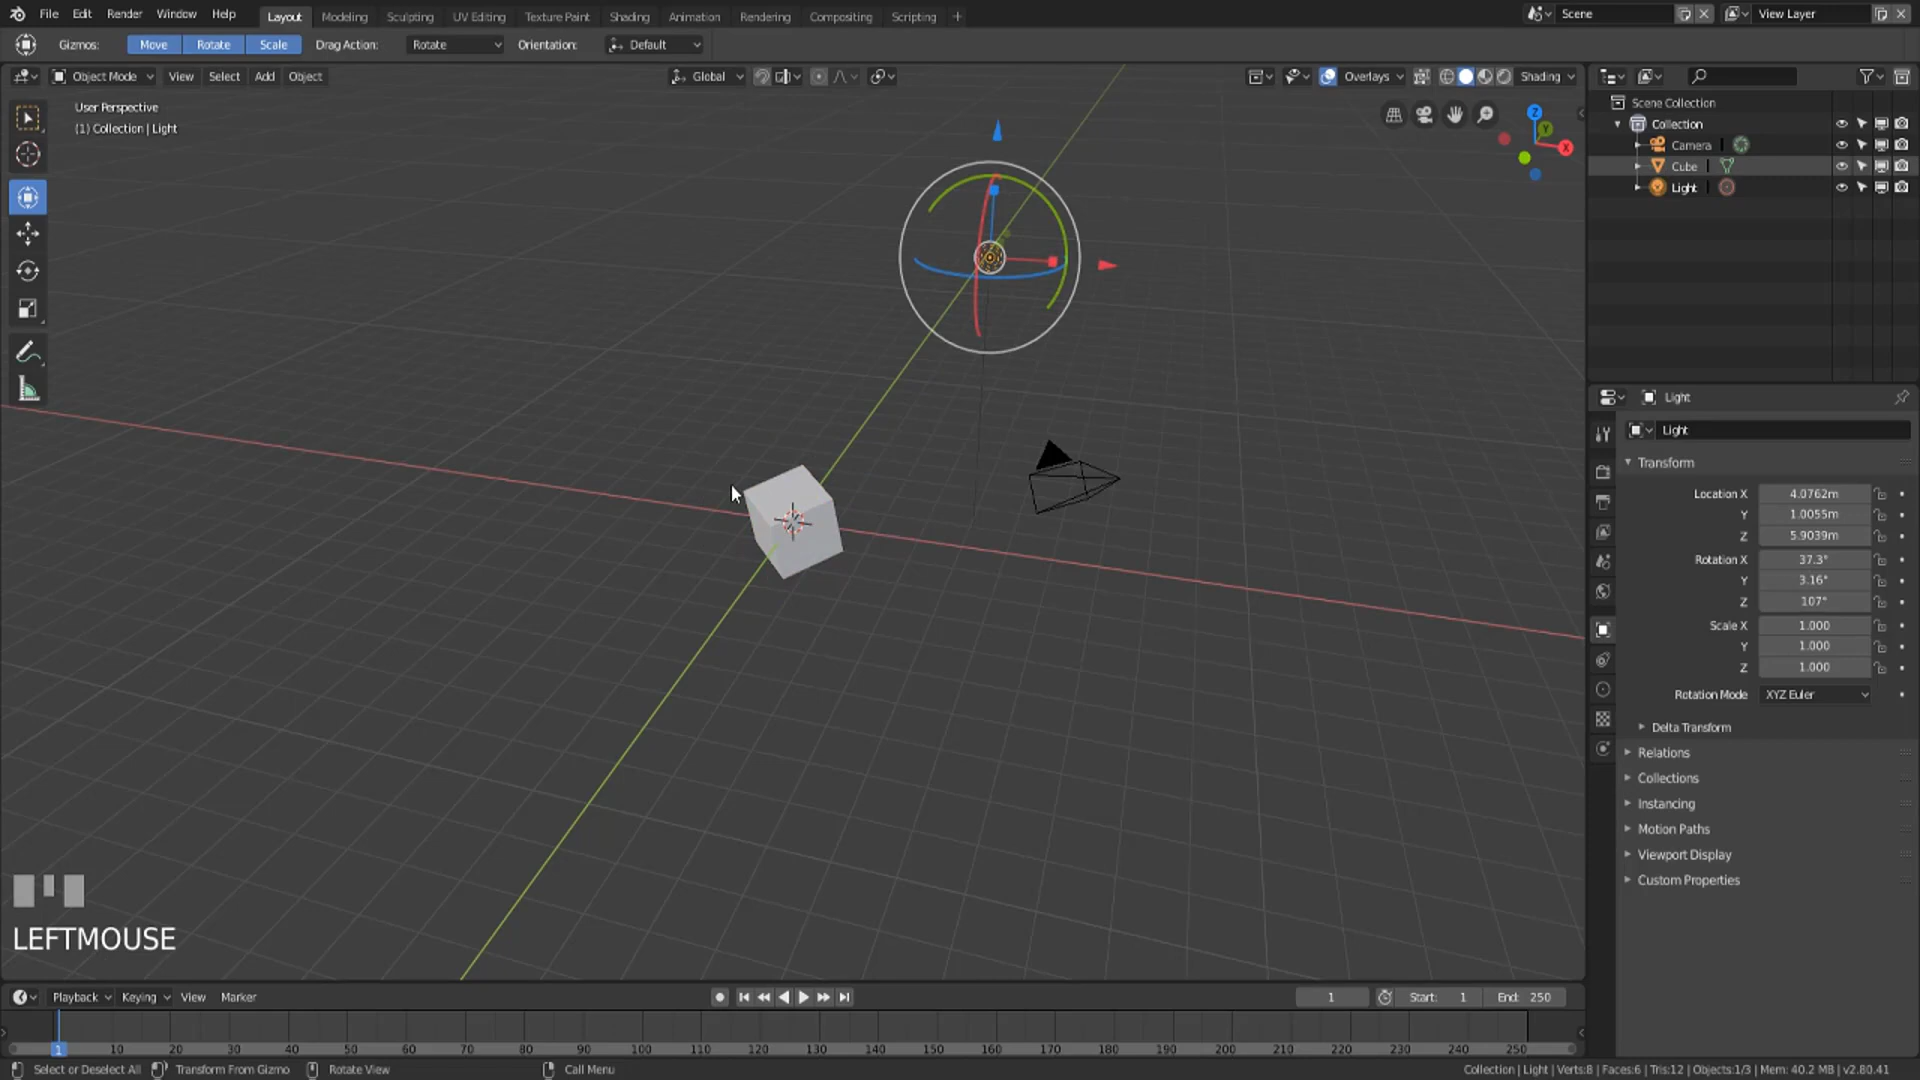 File Edit Render Window Help Layout Modeling Sculpting UV Editing Texture Paint Shading Animation Rendering Compositing Scripting + Scene View Layer
Gizmos: Move Rotate Scale Drag Action: Rotate Orientation: Default
Object Mode View Select Add Object Global Overlays Shading
User Perspective
(1) Collection | Light
Z
Y
X
Scene Collection
Collection
Camera
Cube
Light
Light
Light
Transform
Location X 4.0762m
Y 1.0055m
Z 5.9039m
Rotation X 37.3°
Y 3.16°
Z 107°
Scale X 1.000
Y 1.000
Z 1.000
Rotation Mode XYZ Euler
Delta Transform
Relations
Collections
Instancing
Motion Paths
Viewport Display
Custom Properties
LEFTMOUSE
Playback Keying View Marker 1 Start: 1 End: 250
1 10 20 30 40 50 60 70 80 90 100 110 120 130 140 150 160 170 180 190 200 210 220 230 240 250
Select or Deselect All Transform From Gizmo Rotate View Call Menu Collection | Light | Verts:8 | Faces:6 | Tris:12 | Objects:1/3 | Mem: 40.2 MB | v2.80.41